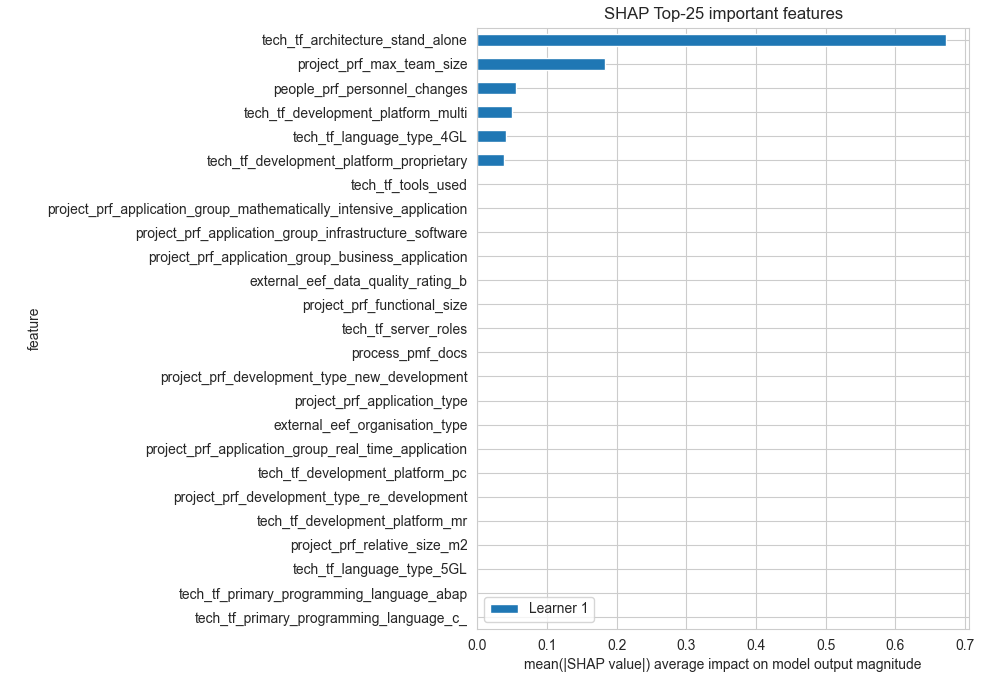 SHAP Top-25 important features
tech_tf_architecture_stand_alone
project_prf_max_team_size
people_prf_personnel_changes
tech_tf_development_platform_multi
tech_tf_language_type_4GL
tech_tf_development_platform_proprietary
tech_tf_tools_used
project_prf_application_group_mathematically_intensive_application
project_prf_application_group_infrastructure_software
project_prf_application_group_business_application
external_eef_data_quality_rating_b
project_prf_functional_size
tech_tf_server_roles
process_pmf_docs
project_prf_development_type_new_development
project_prf_application_type
external_eef_organisation_type
project_prf_application_group_real_time_application
tech_tf_development_platform_pc
project_prf_development_type_re_development
tech_tf_development_platform_mr
project_prf_relative_size_m2
tech_tf_language_type_5GL
tech_tf_primary_programming_language_abap
tech_tf_primary_programming_language_c_
feature
Learner 1
0.0 0.1 0.2 0.3 0.4 0.5 0.6 0.7
mean(|SHAP value|) average impact on model output magnitude